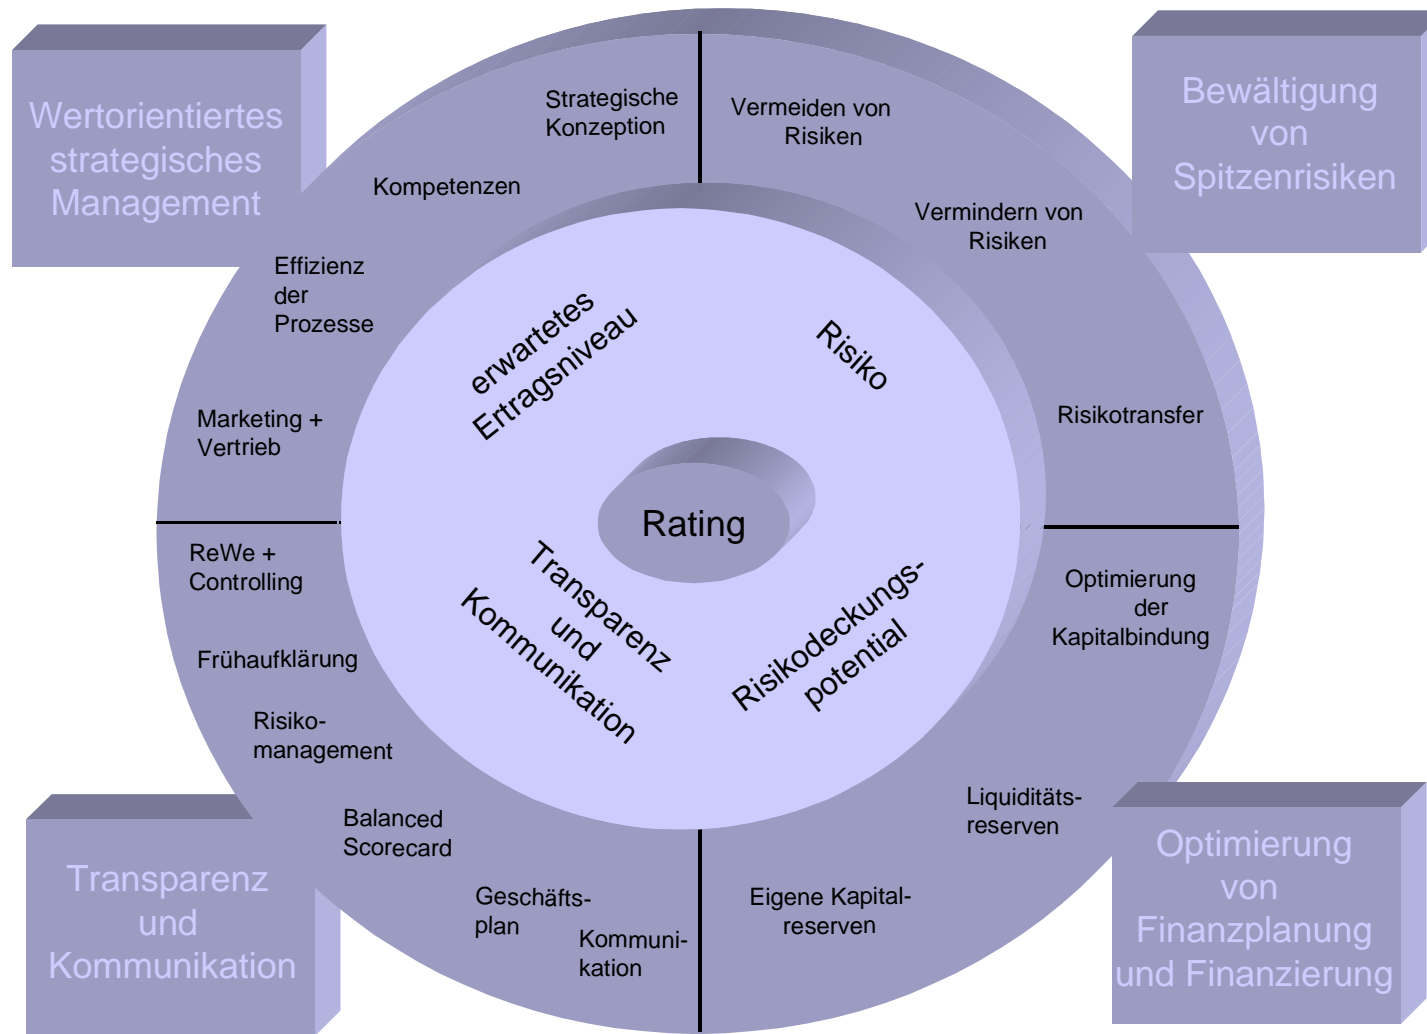 Wertorientiertes
strategisches
Management
Bewältigung
von
Spitzenrisiken
Strategische
Konzeption
Kompetenzen
Effizienz
der
Prozesse
Marketing +
Vertrieb
Vermeiden von
Risiken
Vermindern von
Risiken
Risikotransfer
erwartetes
Ertragsniveau
Risiko
Rating
Transparenz
und
Kommunikation
Risikodeckungs-
potential
ReWe +
Controlling
Frühaufklärung
Risiko-
management
Balanced
Scorecard
Geschäfts-
plan
Kommuni-
kation
Optimierung
der
Kapitalbindung
Liquiditäts-
reserven
Eigene Kapital-
reserven
Transparenz
und
Kommunikation
Optimierung
von
Finanzplanung
und Finanzierung